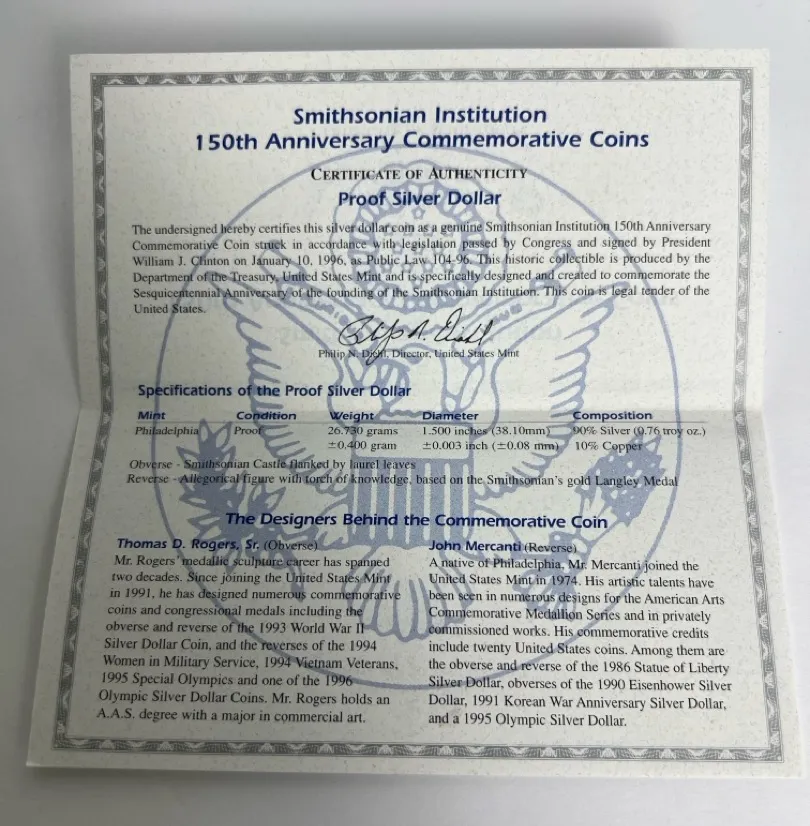 Smithsonian Institution
150th Anniversary Commemorative Coins
CERTIFICATE OF AUTHENTICITY
Proof Silver Dollar
The undersigned hereby certifies this silver dollar coin as a genuine Smithsonian Institution 150th Anniversary
Commemorative Coin struck in accordance with legislation passed by Congress and signed by President
William J. Clinton on January 10, 1996, as Public Law 104-96. This historic collectible is produced by the
Department of the Treasury, United States Mint and is specifically designed and created to commemorate the
Sesquicentennial Anniversary of the founding of the Smithsonian Institution. This coin is legal tender of the
United States.
Philip N. Diehl
Philip N. Diehl, Director, United States Mint
Specifications of the Proof Silver Dollar
Mint Condition Weight Diameter Composition
Philadelphia Proof 26.730 grams 1.500 inches (38.10mm) 90% Silver (0.76 troy oz.)
±0.400 gram ±0.003 inch (±0.08 mm) 10% Copper
Obverse - Smithsonian Castle flanked by laurel leaves
Reverse - Allegorical figure with torch of knowledge, based on the Smithsonian's gold Langley Medal
The Designers Behind the Commemorative Coin
Thomas D. Rogers, Sr. (Obverse)
Mr. Rogers' medallic sculpture career has spanned
two decades. Since joining the United States Mint
in 1991, he has designed numerous commemorative
coins and congressional medals including the
obverse and reverse of the 1993 World War II
Silver Dollar Coin, and the reverses of the 1994
Women in Military Service, 1994 Vietnam Veterans,
1995 Special Olympics and one of the 1996
Olympic Silver Dollar Coins. Mr. Rogers holds an
A.A.S. degree with a major in commercial art.
John Mercanti (Reverse)
A native of Philadelphia, Mr. Mercanti joined the
United States Mint in 1974. His artistic talents have
been seen in numerous designs for the American Arts
Commemorative Medallion Series and in privately
commissioned works. His commemorative credits
include twenty United States coins. Among them are
the obverse and reverse of the 1986 Statue of Liberty
Silver Dollar, obverses of the 1990 Eisenhower Silver
Dollar, 1991 Korean War Anniversary Silver Dollar,
and a 1995 Olympic Silver Dollar.